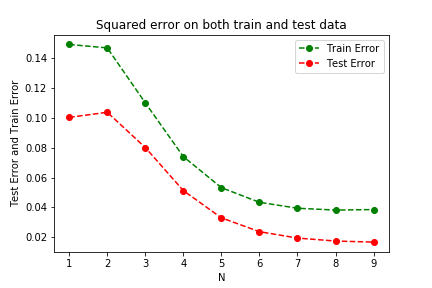 Squared error on both train and test data
Train Error
Test Error
Test Error and Train Error
0.14
0.12
0.10
0.08
0.06
0.04
0.02
1 2 3 4 5 6 7 8 9
N